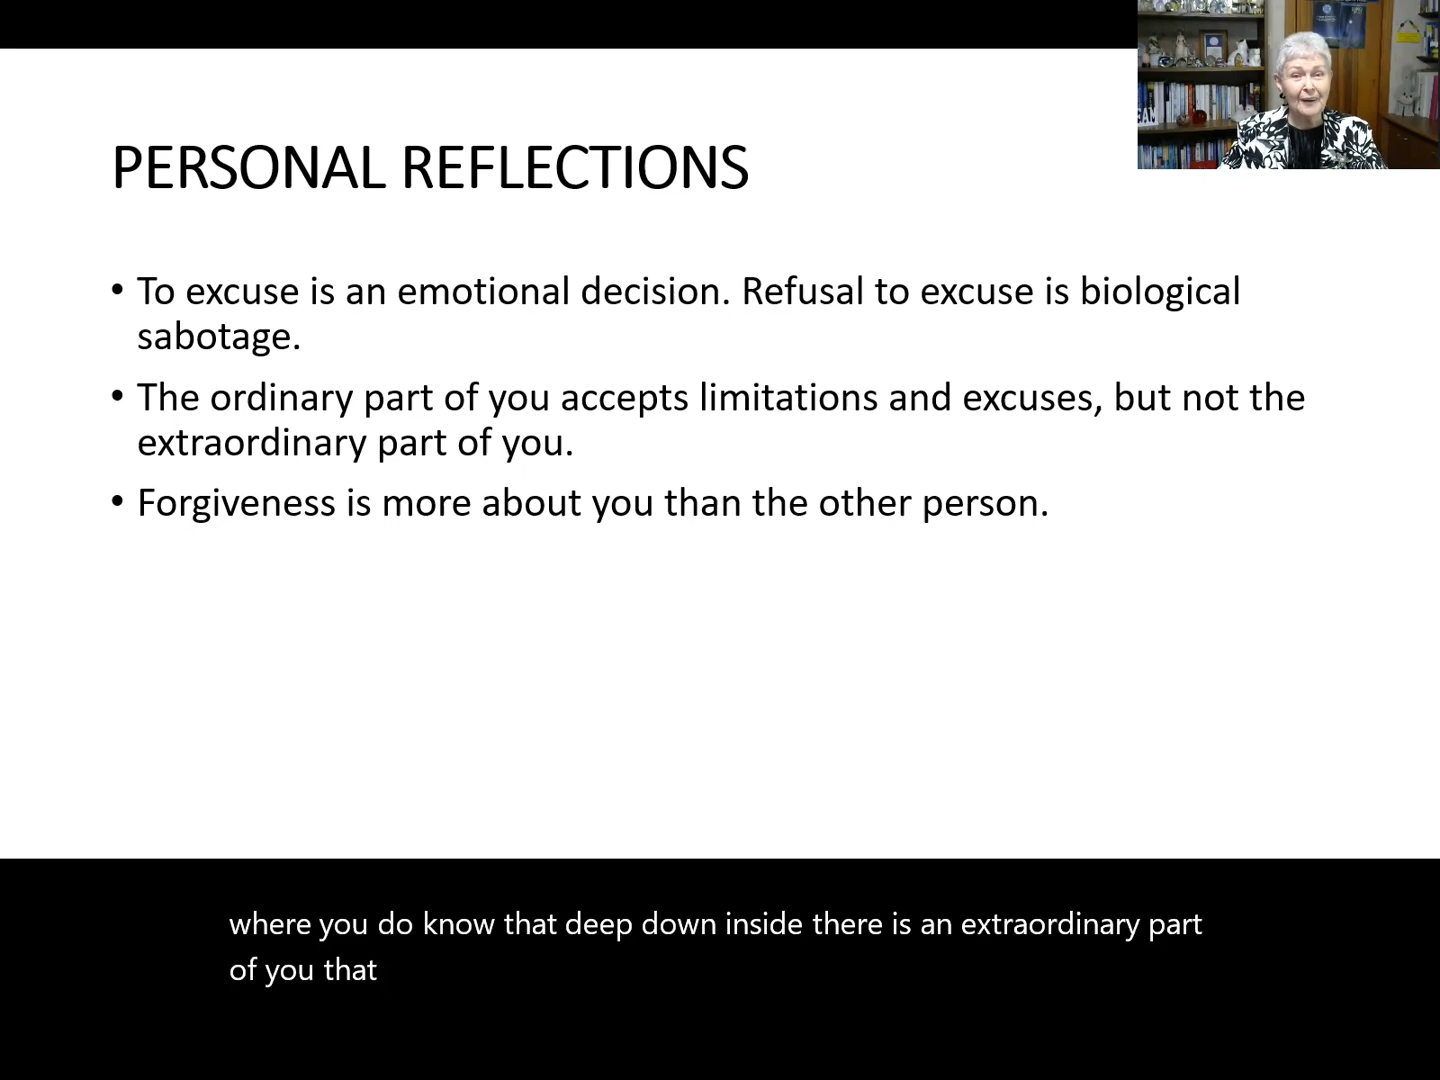 PERSONAL REFLECTIONS
• To excuse is an emotional decision. Refusal to excuse is biological
sabotage.
• The ordinary part of you accepts limitations and excuses, but not the
extraordinary part of you.
• Forgiveness is more about you than the other person.
where you do know that deep down inside there is an extraordinary part
of you that